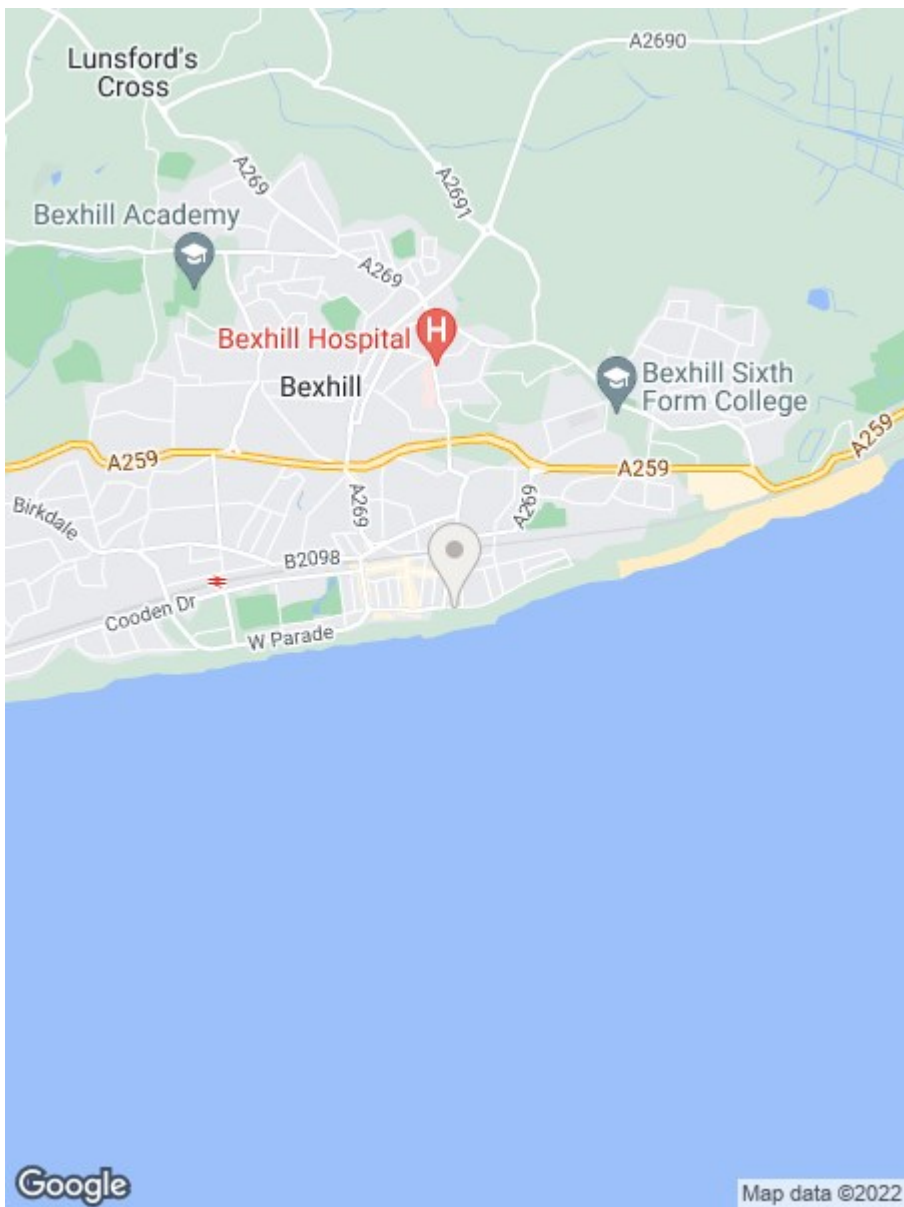 A2690
Lunsford's
Cross
A269
A2691
Bexhill Academy
A269
Bexhill Hospital
H
Bexhill
Bexhill Sixth
Form College
A259
A259
A259
Birkdale
A269
A269
B2098
Cooden Dr
W Parade
Google
Map data ©2022